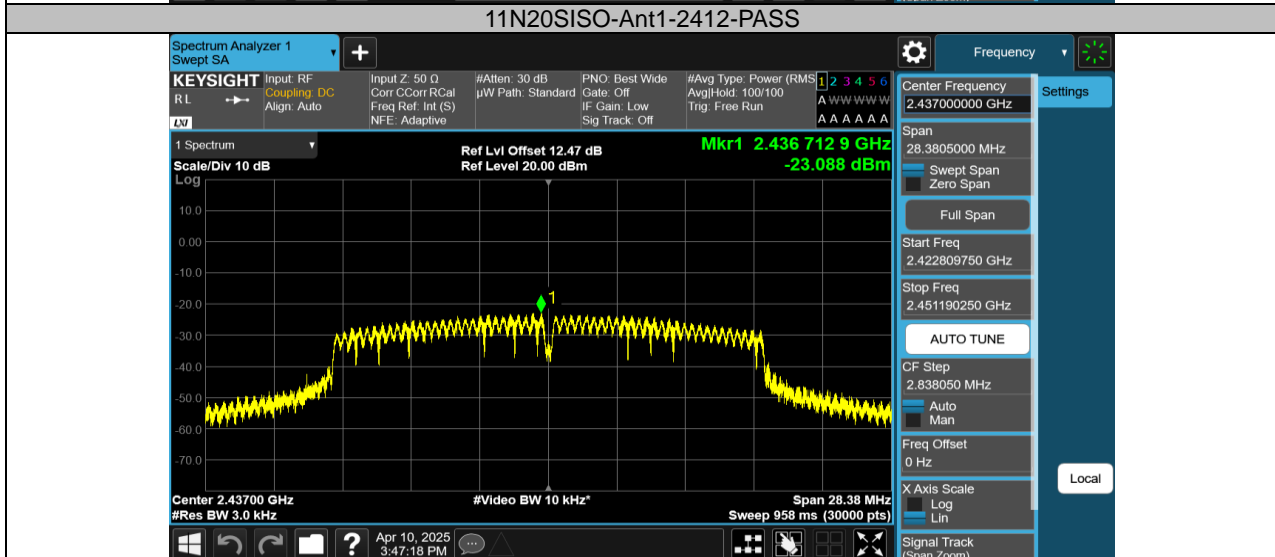 11N20SISO-Ant1-2412-PASS
Spectrum Analyzer 1
Swept SA
Frequency
KEYSIGHT
RL
LXI
Input: RF
Coupling: DC
Align: Auto
Input Z: 50 Ω
Corr CCorr RCal
Freq Ref: Int (S)
NFE: Adaptive
#Atten: 30 dB
µW Path: Standard
PNO: Best Wide
Gate: Off
IF Gain: Low
Sig Track: Off
#Avg Type: Power (RMS
Avg|Hold: 100/100
Trig: Free Run
1 2 3 4 5 6
A W W W W W
A A A A A A
1 Spectrum
Scale/Div 10 dB
Log
Ref Lvl Offset 12.47 dB
Ref Level 20.00 dBm
Mkr1 2.436 712 9 GHz
-23.088 dBm
10.0
0.00
-10.0
-20.0
-30.0
-40.0
-50.0
-60.0
-70.0
1
Center 2.43700 GHz
#Res BW 3.0 kHz
#Video BW 10 kHz*
Span 28.38 MHz
Sweep 958 ms (30000 pts)
Center Frequency
2.437000000 GHz
Span
28.3805000 MHz
Swept Span
Zero Span
Full Span
Start Freq
2.422809750 GHz
Stop Freq
2.451190250 GHz
AUTO TUNE
CF Step
2.838050 MHz
Auto
Man
Freq Offset
0 Hz
X Axis Scale
Log
Lin
Signal Track
(Span Zoom)
Settings
Local
?
Apr 10, 2025
3:47:18 PM